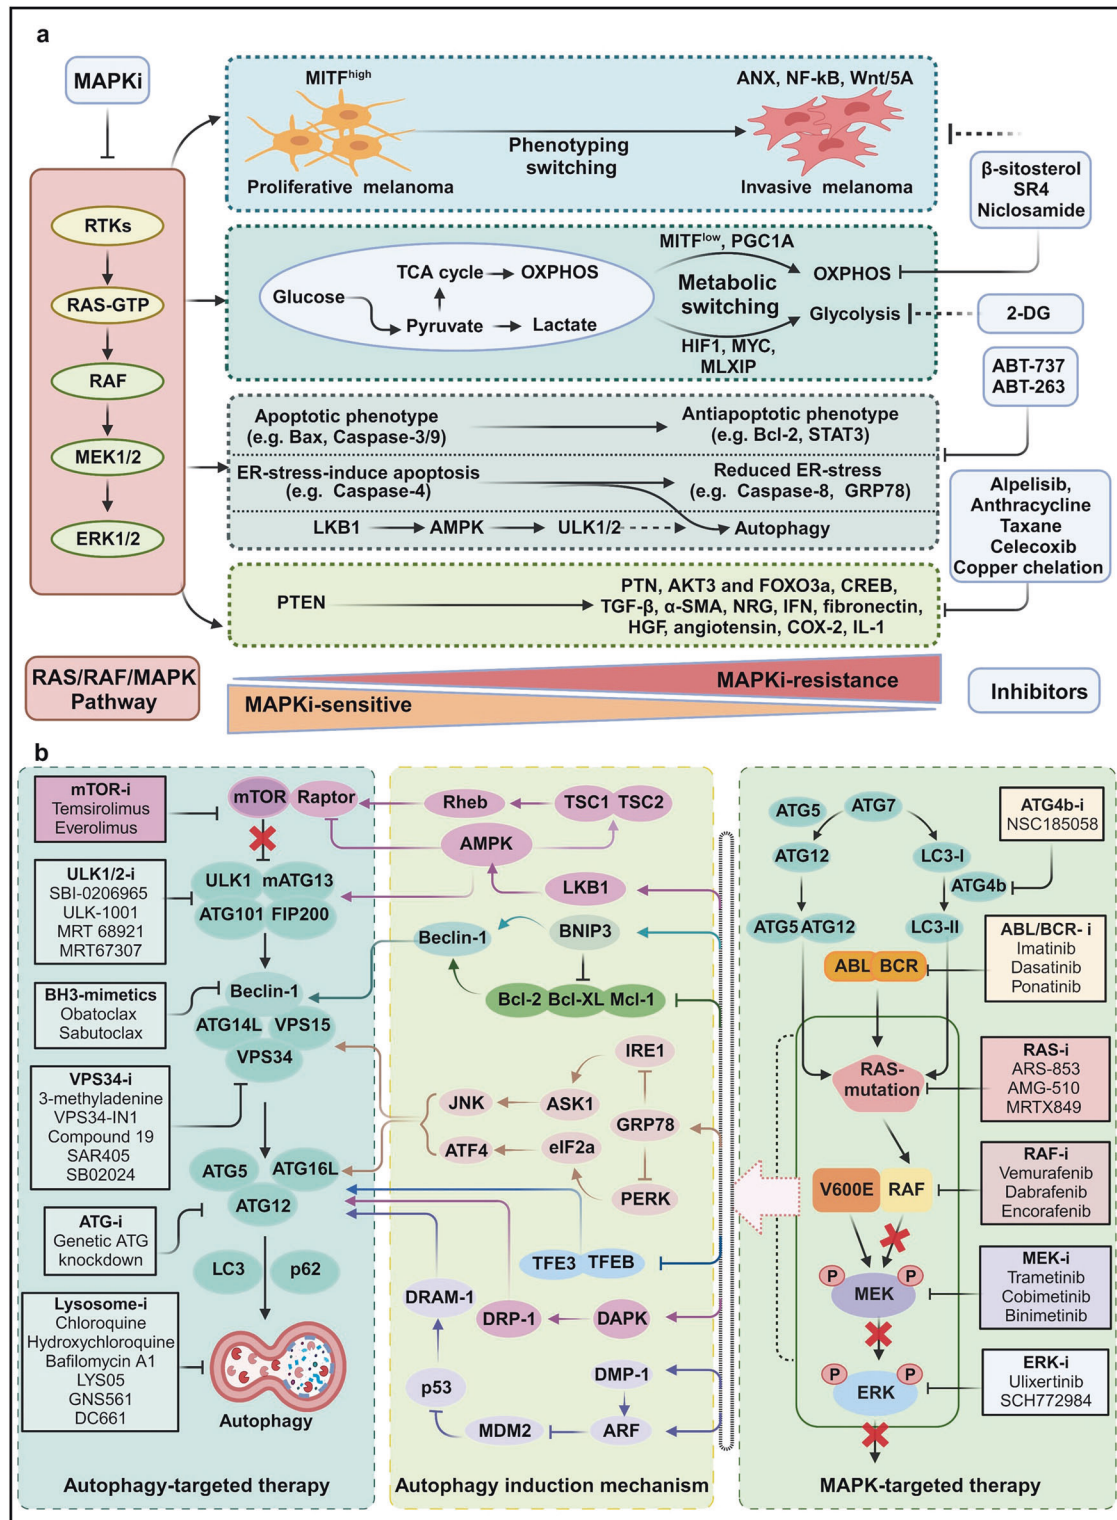 a
MAPKi
RTKs
RAS-GTP
RAF
MEK1/2
ERK1/2
RAS/RAF/MAPK
Pathway
MITFhigh
Proliferative melanoma
Phenotyping
switching
ANX, NF-kB, Wnt/5A
Invasive melanoma
Glucose
TCA cycle
OXPHOS
Pyruvate
Lactate
MITFlow, PGC1A
Metabolic
switching
HIF1, MYC,
MLXIP
OXPHOS
Glycolysis
Apoptotic phenotype
(e.g. Bax, Caspase-3/9)
Antiapoptotic phenotype
(e.g. Bcl-2, STAT3)
ER-stress-induce apoptosis
(e.g. Caspase-4)
Reduced ER-stress
(e.g. Caspase-8, GRP78)
LKB1
AMPK
ULK1/2
Autophagy
PTEN
PTN, AKT3 and FOXO3a, CREB,
TGF-β, α-SMA, NRG, IFN, fibronectin,
HGF, angiotensin, COX-2, IL-1
MAPKi-resistance
MAPKi-sensitive
β-sitosterol
SR4
Niclosamide
2-DG
ABT-737
ABT-263
Alpelisib,
Anthracycline
Taxane
Celecoxib
Copper chelation
Inhibitors
b
mTOR-i
Temsirolimus
Everolimus
ULK1/2-i
SBI-0206965
ULK-1001
MRT 68921
MRT67307
BH3-mimetics
Obatoclax
Sabutoclax
VPS34-i
3-methyladenine
VPS34-IN1
Compound 19
SAR405
SB02024
ATG-i
Genetic ATG
knockdown
Lysosome-i
Chloroquine
Hydroxychloroquine
Bafilomycin A1
LYS05
GNS561
DC661
mTOR
Raptor
ULK1
mATG13
ATG101
FIP200
Beclin-1
ATG14L
VPS15
VPS34
ATG5
ATG16L
ATG12
LC3
p62
Autophagy
Autophagy-targeted therapy
Rheb
TSC1
TSC2
AMPK
LKB1
Beclin-1
BNIP3
Bcl-2
Bcl-XL
Mcl-1
IRE1
JNK
ASK1
GRP78
ATF4
eIF2a
PERK
TFE3
TFEB
DRAM-1
DRP-1
DAPK
p53
DMP-1
MDM2
ARF
Autophagy induction mechanism
ATG5
ATG7
ATG12
LC3-I
ATG4b
ATG5
ATG12
LC3-II
ABL
BCR
RAS-
mutation
V600E
RAF
P
P
MEK
P
P
ERK
ATG4b-i
NSC185058
ABL/BCR- i
Imatinib
Dasatinib
Ponatinib
RAS-i
ARS-853
AMG-510
MRTX849
RAF-i
Vemurafenib
Dabrafenib
Encorafenib
MEK-i
Trametinib
Cobimetinib
Binimetinib
ERK-i
Ulixertinib
SCH772984
MAPK-targeted therapy